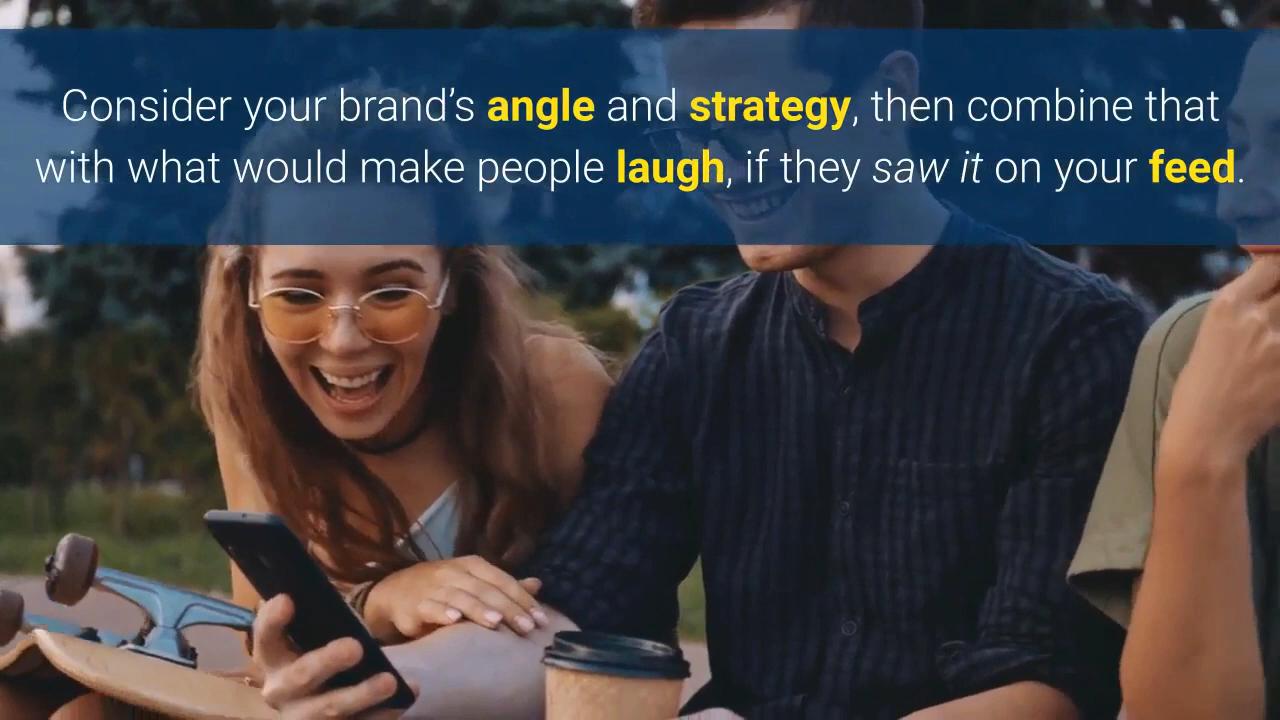 Consider your brand’s angle and strategy, then combine that
with what would make people laugh, if they saw it on your feed.